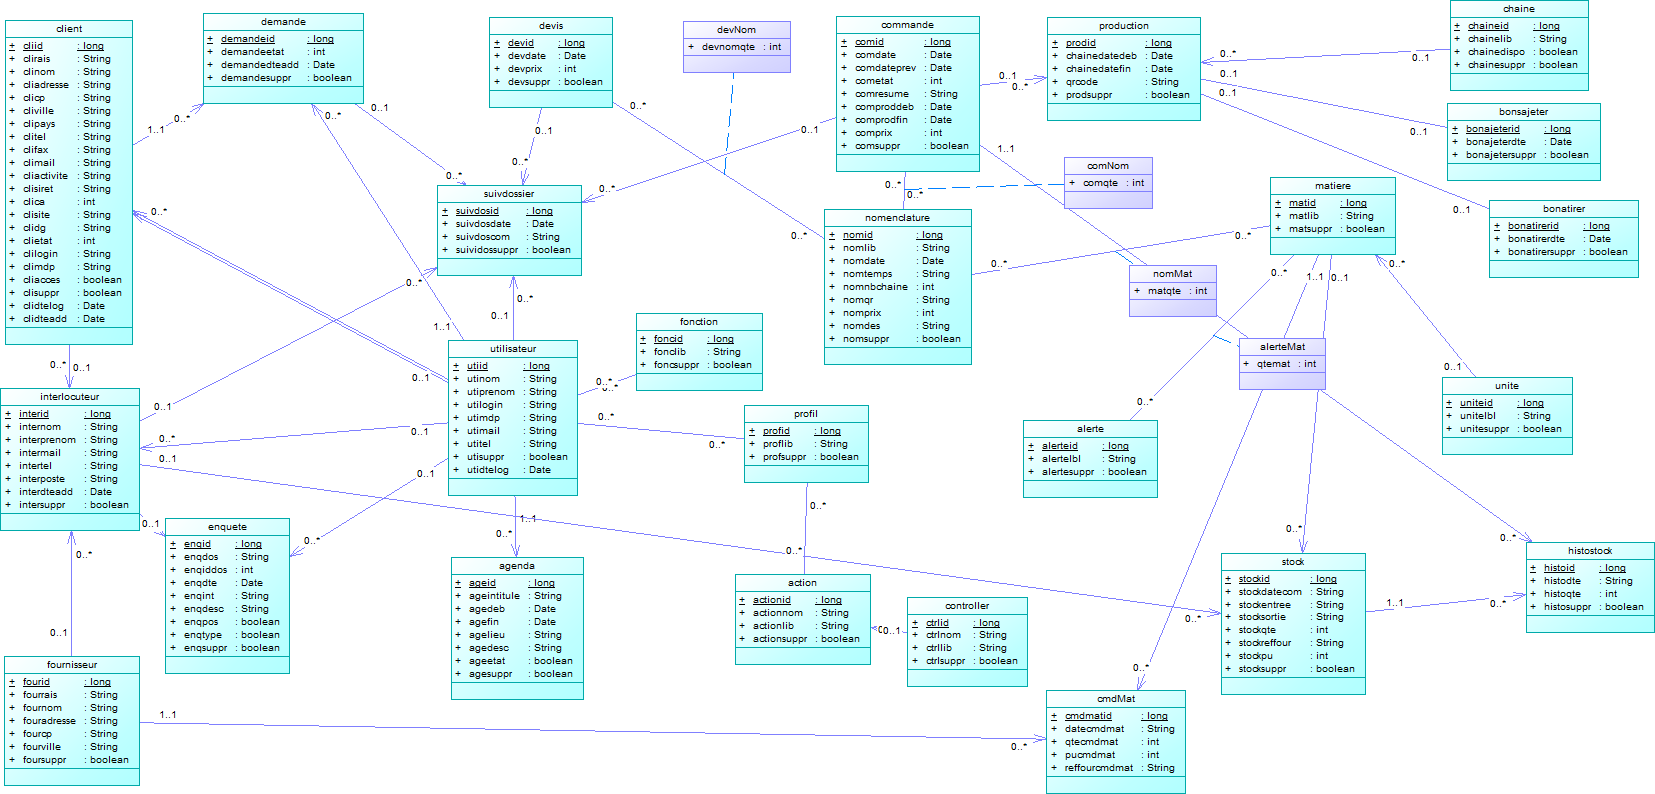 client
+ cliid : long
+ clirais : String
+ clinom : String
+ cliadresse : String
+ clicp : String
+ cliville : String
+ clipays : String
+ clitel : String
+ clifax : String
+ climail : String
+ cliactivite : String
+ clisiret : String
+ clica : int
+ clisite : String
+ clidg : String
+ clietat : int
+ clilogin : String
+ climdp : String
+ cliacces : boolean
+ clisuppr : boolean
+ clidtelog : Date
+ clidteadd : Date
demande
+ demandeid : long
+ demandeetat : int
+ demandedteadd : Date
+ demandesuppr : boolean
devis
+ devid : long
+ devdate : Date
+ devprix : int
+ devsuppr : boolean
devNom
+ devnomqte : int
commande
+ comid : long
+ comdate : Date
+ comdateprev : Date
+ cometat : int
+ comresume : String
+ comproddeb : Date
+ comprodfin : Date
+ comprix : int
+ comsuppr : boolean
production
+ prodid : long
+ chainedatedeb : Date
+ chainedatefin : Date
+ qrcode : String
+ prodsuppr : boolean
chaine
+ chaineid : long
+ chainelib : String
+ chainedispo : boolean
+ chainesuppr : boolean
bonsajeter
+ bonajeterid : long
+ bonajeterdte : Date
+ bonajetersuppr : boolean
comNom
+ comqte : int
matiere
+ matid : long
+ matlib : String
+ matsuppr : boolean
bonatirer
+ bonatirerid : long
+ bonatirerdte : Date
+ bonatirersuppr : boolean
suivdossier
+ suivdosid : long
+ suivdosdate : Date
+ suivdoscom : String
+ suividossuppr : boolean
nomenclature
+ nomid : long
+ nomlib : String
+ nomdate : Date
+ nomtemps : String
+ nomnbchaine : int
+ nomqr : String
+ nomprix : int
+ nomdes : String
+ nomsuppr : boolean
nomMat
+ matqte : int
alerteMat
+ qtemat : int
fonction
+ foncid : long
+ fonclib : String
+ foncsuppr : boolean
utilisateur
+ utiid : long
+ utinom : String
+ utiprenom : String
+ utilogin : String
+ utimdp : String
+ utimail : String
+ utitel : String
+ utisuppr : boolean
+ utidtelog : Date
interlocuteur
+ interid : long
+ internom : String
+ interprenom : String
+ intermail : String
+ intertel : String
+ interposte : String
+ interdteadd : Date
+ intersuppr : boolean
profil
+ profid : long
+ proflib : String
+ profsuppr : boolean
alerte
+ alerteid : long
+ alertelbl : String
+ alertesuppr : boolean
unite
+ uniteid : long
+ unitelbl : String
+ unitesuppr : boolean
enquete
+ enqid : long
+ enqdos : String
+ enqiddos : int
+ enqdte : Date
+ enqint : String
+ enqdesc : String
+ enqpos : boolean
+ enqtype : boolean
+ enqsuppr : boolean
agenda
+ ageid : long
+ ageintitule : String
+ agedeb : Date
+ agefin : Date
+ agelieu : String
+ agedesc : String
+ ageetat : boolean
+ agesuppr : boolean
action
+ actionid : long
+ actionnom : String
+ actionlib : String
+ actionsuppr : boolean
controller
+ ctrlid : long
+ ctrlnom : String
+ ctrllib : String
+ ctrlsuppr : boolean
stock
+ stockid : long
+ stockdatecom : String
+ stockentree : String
+ stocksortie : String
+ stockqte : int
+ stockreffour : String
+ stockpu : int
+ stocksuppr : boolean
histostock
+ histoid : long
+ histodte : String
+ histoqte : int
+ histosuppr : boolean
fournisseur
+ fourid : long
+ fourrais : String
+ fournom : String
+ fouradresse : String
+ fourcp : String
+ fourville : String
+ foursuppr : boolean
cmdMat
+ cmdmatid : long
+ datecmdmat : String
+ qtecmdmat : int
+ pucmdmat : int
+ reffourcmdmat : String